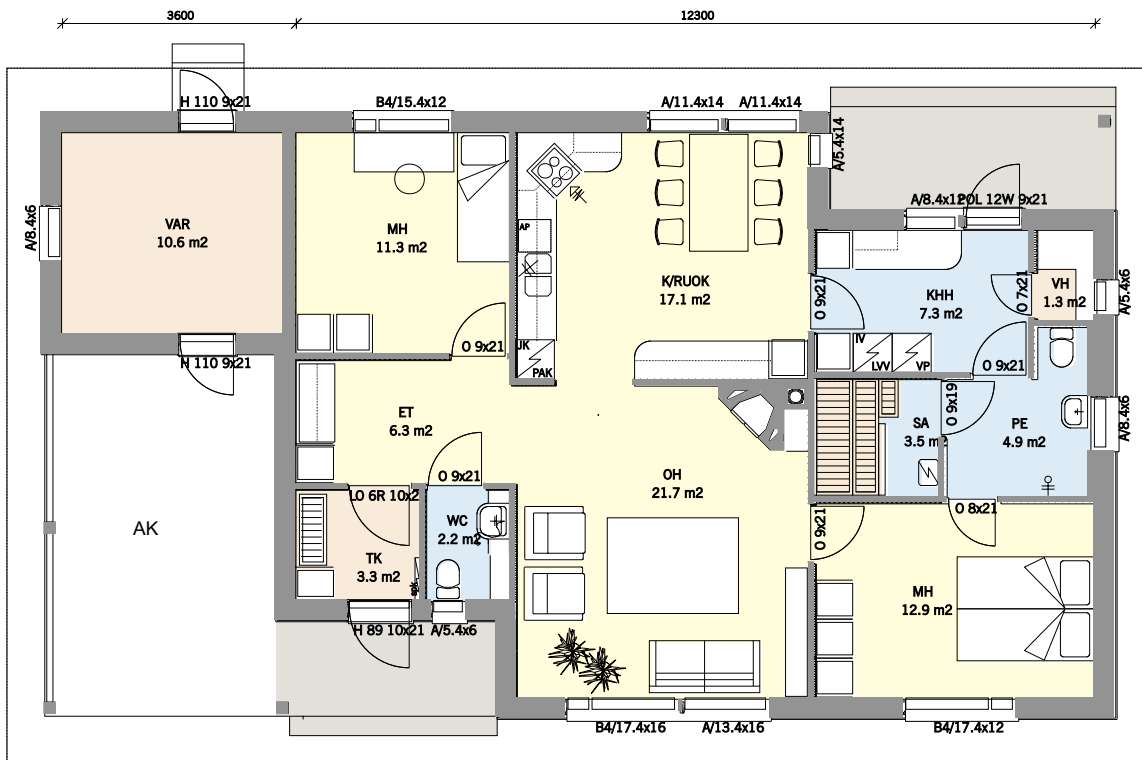 3600
12300
H 110 9x21
B4/15.4x12
A/11.4x14
A/11.4x14
A/5.4x14
A/8.4x12
POL 12W 9x21
A/8.4x6
VAR
10.6 m2
MH
11.3 m2
AP
K/RUOK
17.1 m2
O 9x21
KHH
7.3 m2
O 7x21
VH
1.3 m2
A/5.4x6
H 110 9x21
O 9x21
JK
PAK
IV
LVV
VP
O 9x21
ET
6.3 m2
O 9x19
SA
3.5 m2
PE
4.9 m2
A/8.4x6
O 9x21
OH
21.7 m2
AK
LO 6R 10x2
WC
2.2 m2
O 9x21
O 8x21
TK
3.3 m2
spk
MH
12.9 m2
H 89 10x21
A/5.4x6
B4/17.4x16
A/13.4x16
B4/17.4x12